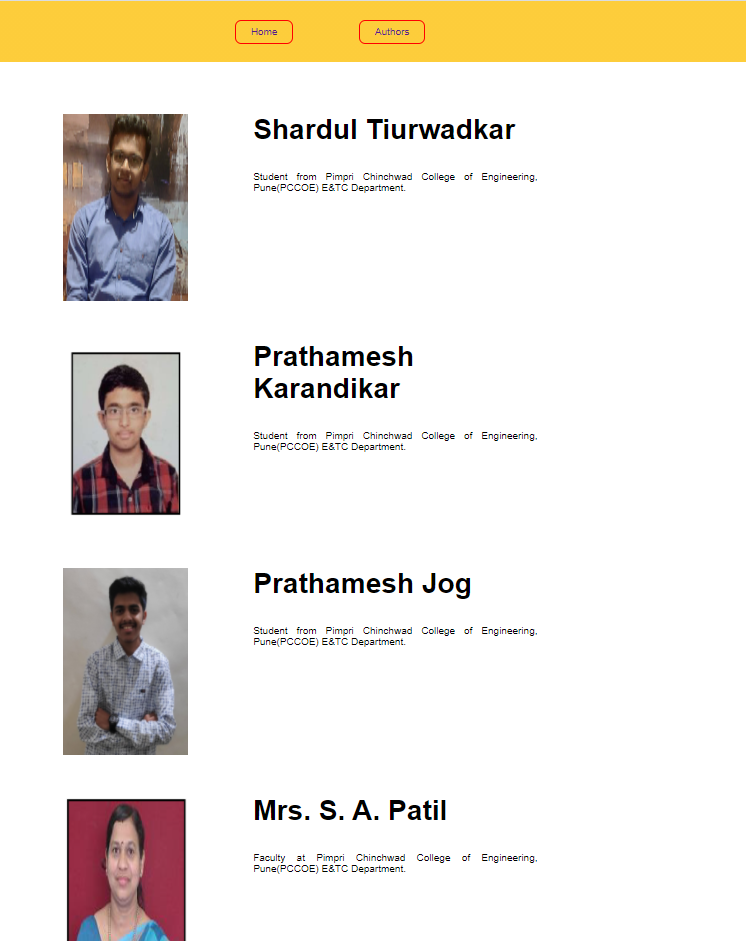 Home Authors
Shardul Tiurwadkar
Student from Pimpri Chinchwad College of Engineering,
Pune(PCCOE) E&TC Department.
Prathamesh
Karandikar
Student from Pimpri Chinchwad College of Engineering,
Pune(PCCOE) E&TC Department.
Prathamesh Jog
Student from Pimpri Chinchwad College of Engineering,
Pune(PCCOE) E&TC Department.
Mrs. S. A. Patil
Faculty at Pimpri Chinchwad College of Engineering,
Pune(PCCOE) E&TC Department.